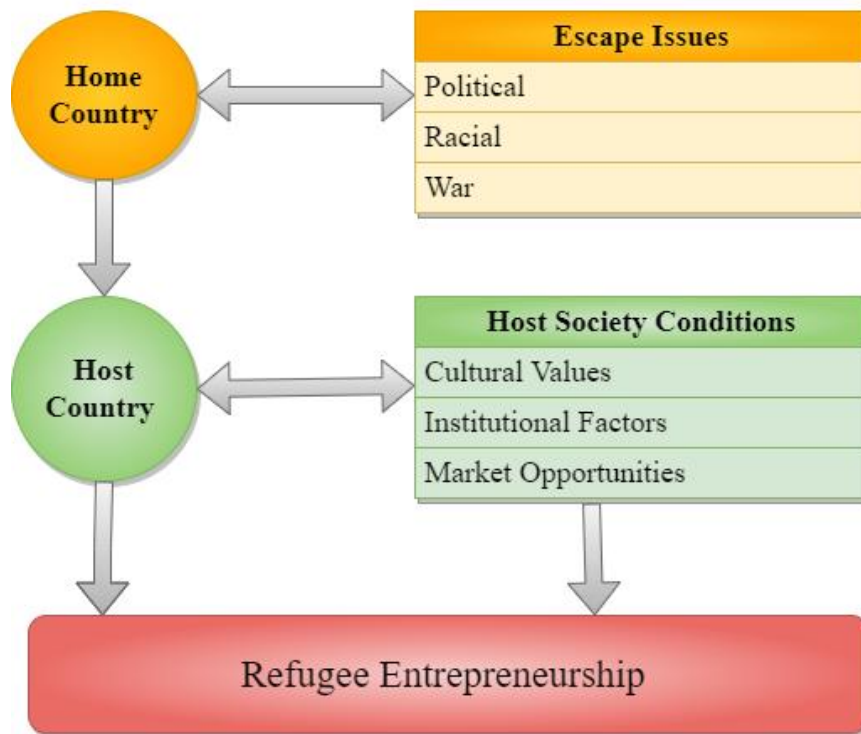 Home
Country
Escape Issues
Political
Racial
War
Host
Country
Host Society Conditions
Cultural Values
Institutional Factors
Market Opportunities
Refugee Entrepreneurship